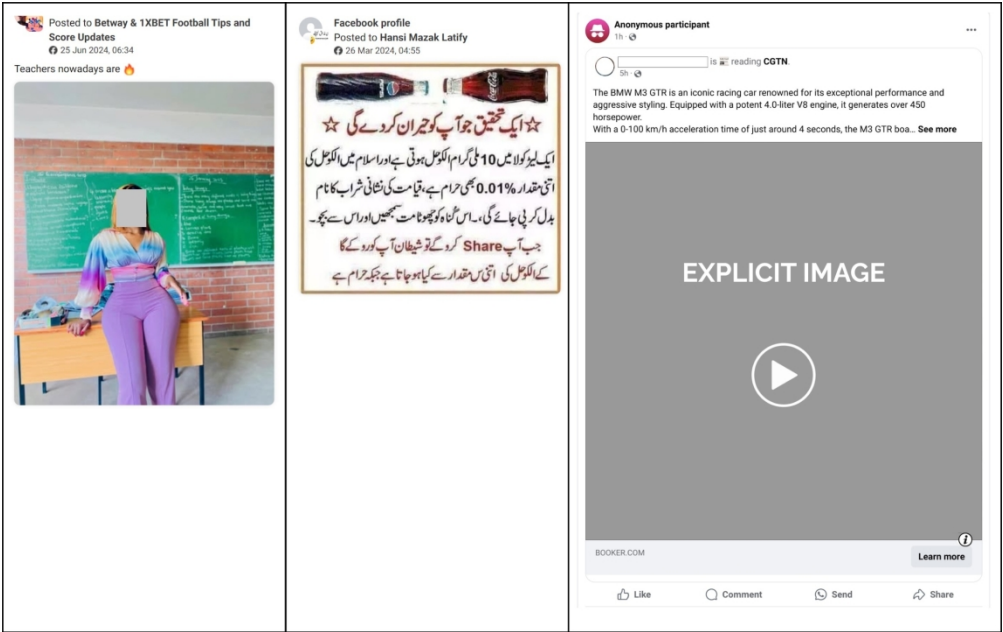 Posted to Betway & 1XBET Football Tips and
Score Updates
25 Jun 2024, 06:34
Teachers nowadays are 🔥
Facebook profile
Posted to Hansi Mazak Latify
26 Mar 2024, 04:55
☆ ایک تحقیق جو آپ کو حیران کر دے گی ☆
ایک لیٹر کولا میں 10 ملی گرام الکوحل ہوتی ہے اور اسلام میں الکوحل کی
اتنی مقدار 0.01% بھی حرام ہے، قیامت کی نشانی شراب کا نام
بدل کر پی جائے گی،۔اس گناہ کو چھوٹا مت سمجھیں اور اس سے بچو۔
جب آپ Share کرو گے تو شیطان آپ کو روکے گا
کے الکوحل کی اتنی س مقدار سے کیا ہو جاتا ہے جبکہ حرام ہے
Anonymous participant
1h
is reading CGTN.
5h
The BMW M3 GTR is an iconic racing car renowned for its exceptional performance and
aggressive styling. Equipped with a potent 4.0-liter V8 engine, it generates over 450
horsepower.
With a 0-100 km/h acceleration time of just around 4 seconds, the M3 GTR boa... See more
EXPLICIT IMAGE
BOOKER.COM
Learn more
Like Comment Send Share